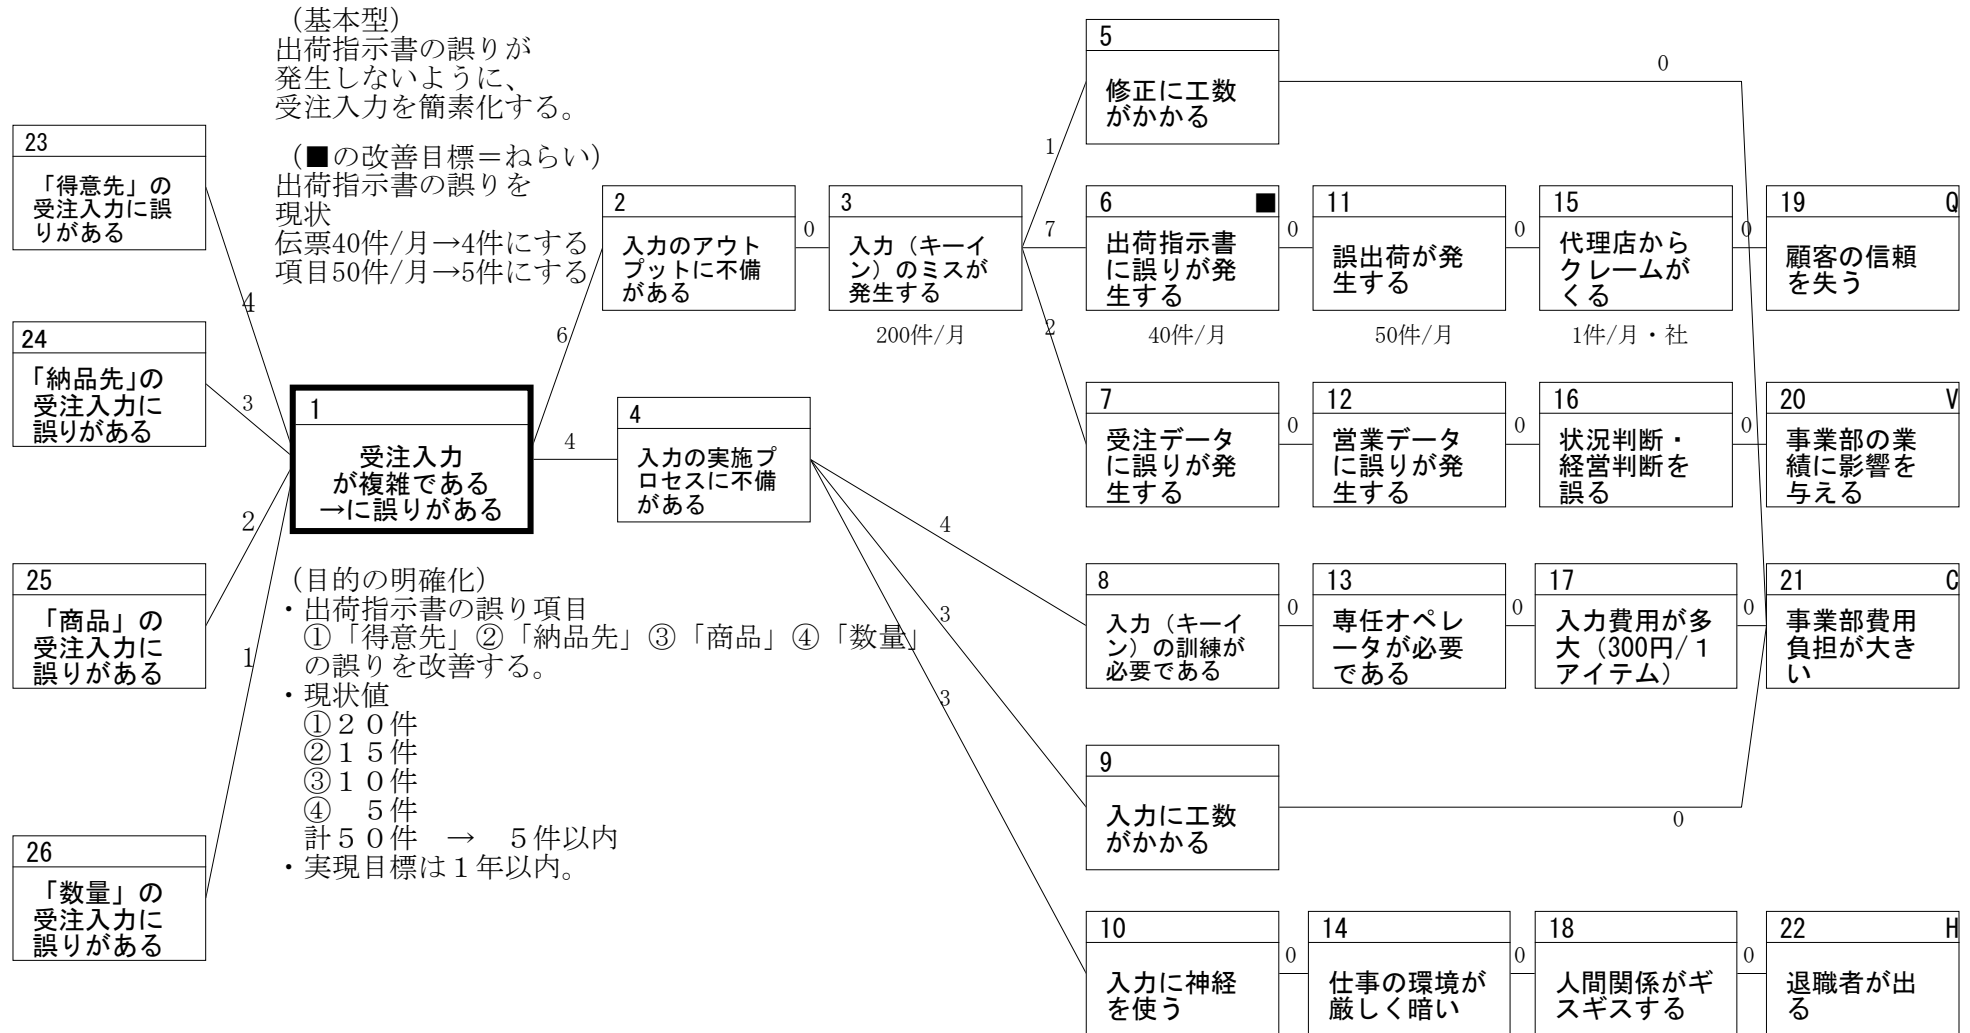 （基本型）
出荷指示書の誤りが
発生しないように、
受注入力を簡素化する。
（■の改善目標＝ねらい）
出荷指示書の誤りを
現状
伝票40件/月→4件にする
項目50件/月→5件にする
23
「得意先」の
受注入力に誤
りがある
4
24
「納品先」の
受注入力に
誤りがある
3
25
「商品」の
受注入力に
誤りがある
2
26
「数量」の
受注入力に
誤りがある
1
1
受注入力
が複雑である
→に誤りがある
6
4
（目的の明確化）
・出荷指示書の誤り項目
①「得意先」②「納品先」③「商品」④「数量」
の誤りを改善する。
・現状値
①２０件
②１５件
③１０件
④　５件
計５０件　→　５件以内
・実現目標は１年以内。
2
入力のアウト
プットに不備
がある
0
3
入力（キーイ
ン）のミスが
発生する
200件/月
4
入力の実施プ
ロセスに不備
がある
1
7
2
4
3
3
5
修正に工数
がかかる
0
6 ■
出荷指示書
に誤りが発
生する
40件/月
0
11
誤出荷が発
生する
50件/月
0
15
代理店から
クレームが
くる
1件/月・社
0
19 Q
顧客の信頼
を失う
7
受注データ
に誤りが発
生する
0
12
営業データ
に誤りが発
生する
0
16
状況判断・
経営判断を
誤る
0
20 V
事業部の業
績に影響を
与える
8
入力（キーイ
ン）の訓練が
必要である
0
13
専任オペレ
ータが必要
である
0
17
入力費用が多
大（300円/１
アイテム）
0
21 C
事業部費用
負担が大き
い
9
入力に工数
がかかる
0
10
入力に神経
を使う
0
14
仕事の環境が
厳しく暗い
0
18
人間関係がギ
スギスする
0
22 H
退職者が出
る